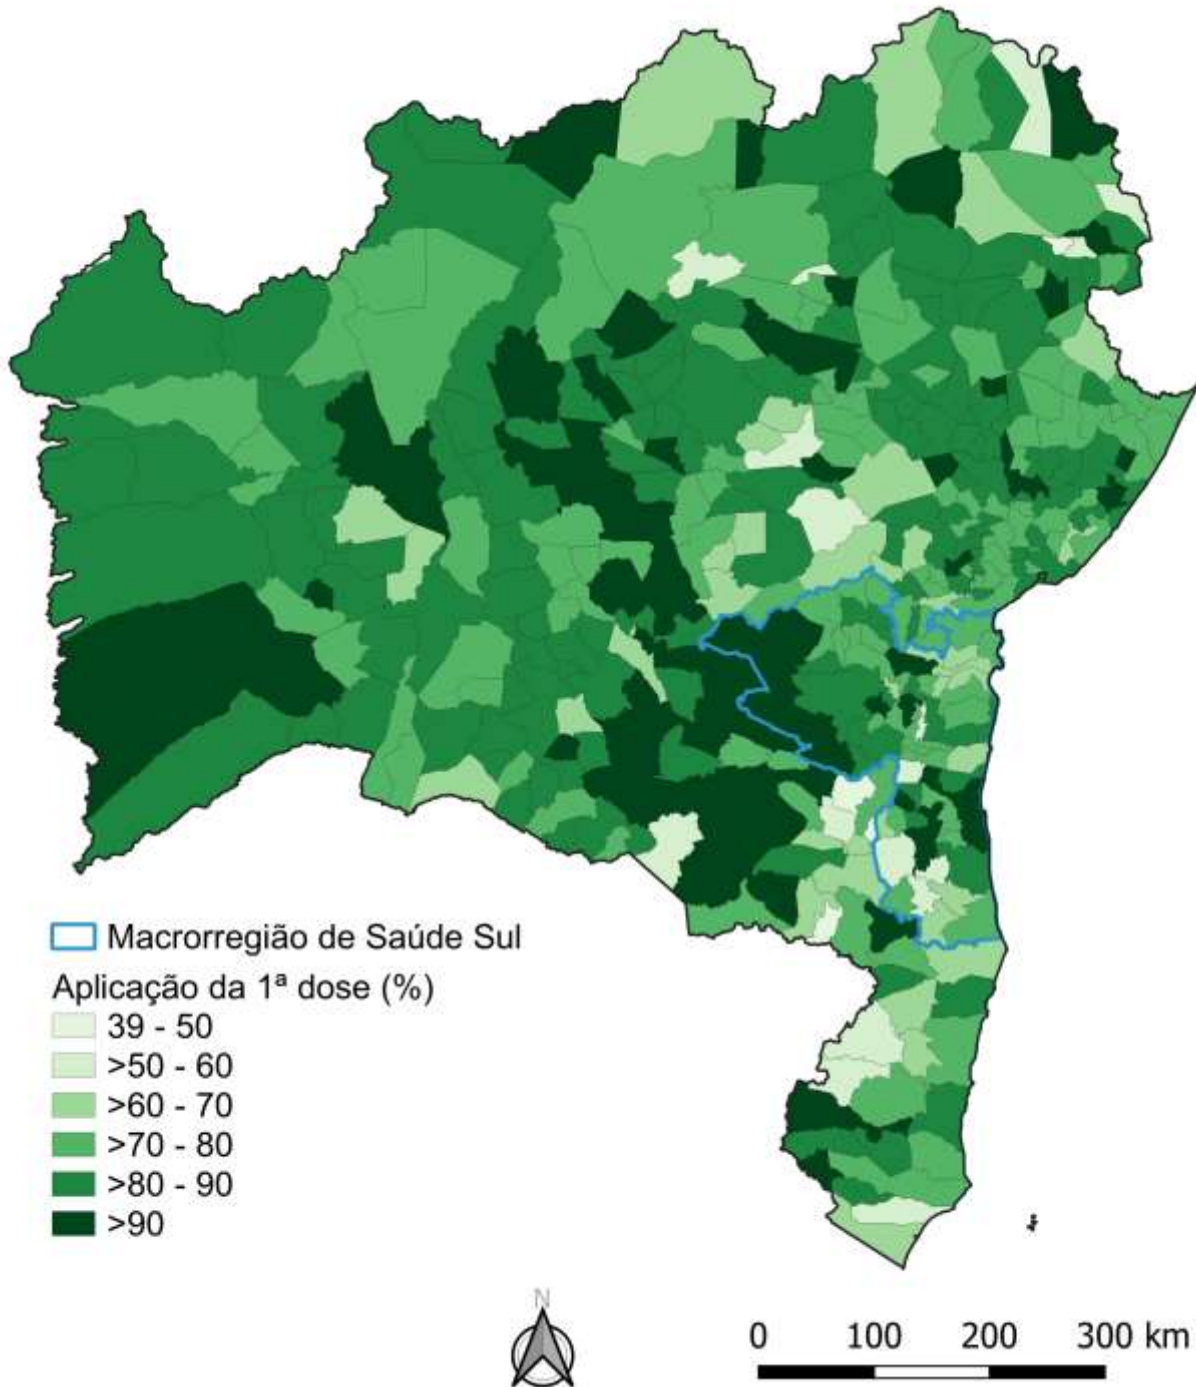 Macrorregião de Saúde Sul
Aplicação da 1ª dose (%)
39 - 50
>50 - 60
>60 - 70
>70 - 80
>80 - 90
>90
N
0 100 200 300 km